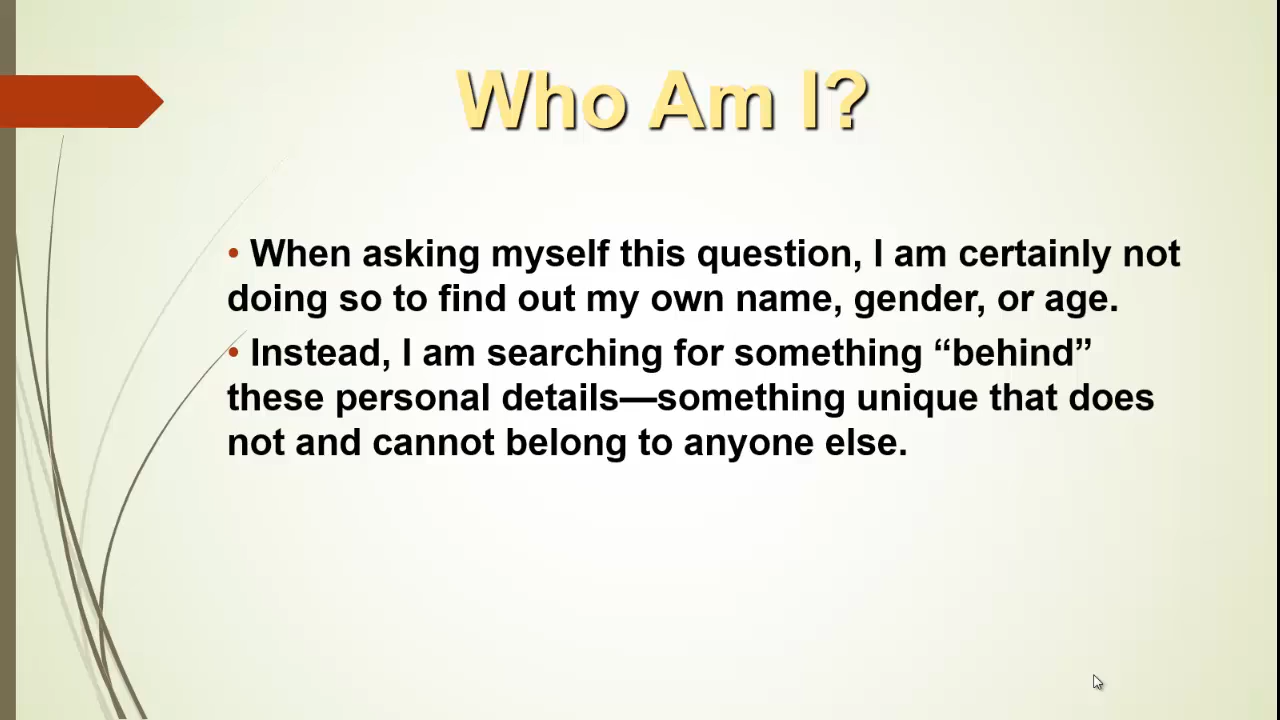 Who Am I?
• When asking myself this question, I am certainly not
doing so to find out my own name, gender, or age.
• Instead, I am searching for something “behind”
these personal details—something unique that does
not and cannot belong to anyone else.